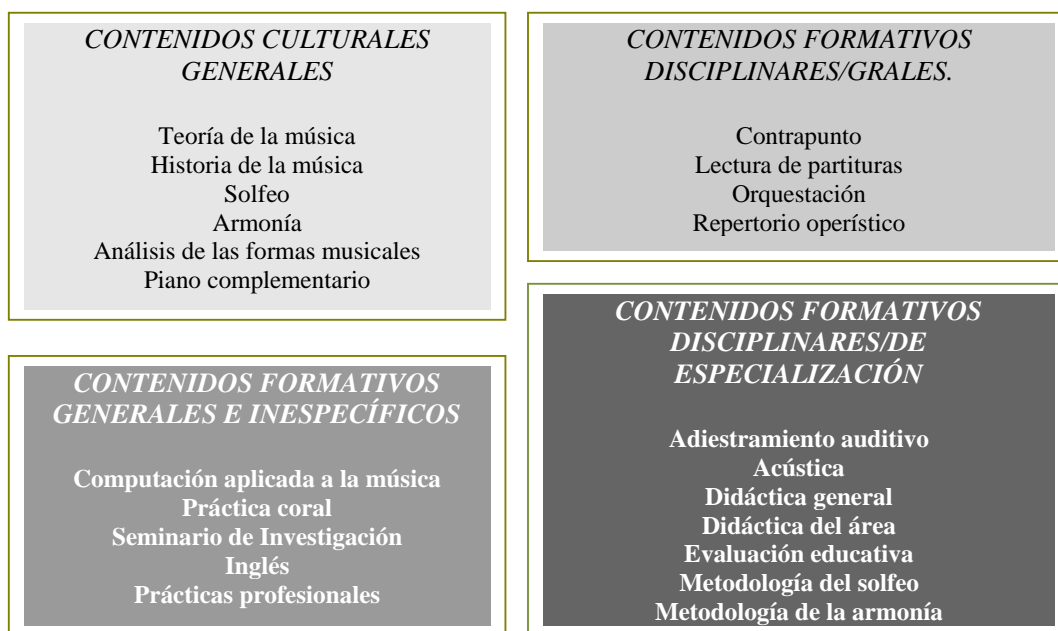 CONTENIDOS CULTURALES
GENERALES
Teoría de la música
Historia de la música
Solfeo
Armonía
Análisis de las formas musicales
Piano complementario
CONTENIDOS FORMATIVOS
DISCIPLINARES/GRALES.
Contrapunto
Lectura de partituras
Orquestación
Repertorio operístico
CONTENIDOS FORMATIVOS
GENERALES E INESPECÍFICOS
Computación aplicada a la música
Práctica coral
Seminario de Investigación
Inglés
Prácticas profesionales
CONTENIDOS FORMATIVOS
DISCIPLINARES/DE
ESPECIALIZACIÓN
Adiestramiento auditivo
Acústica
Didáctica general
Didáctica del área
Evaluación educativa
Metodología del solfeo
Metodología de la armonía